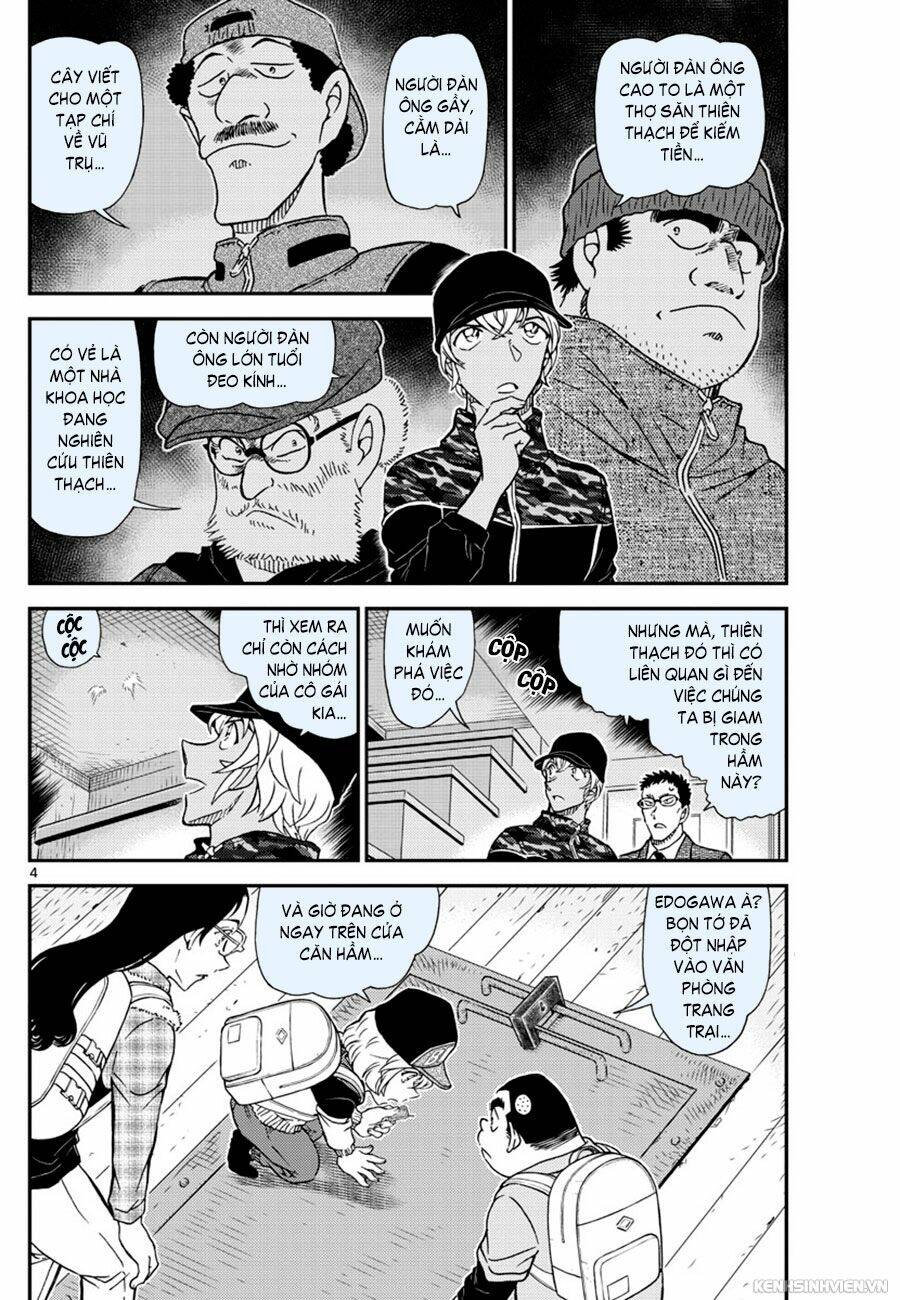 NGƯỜI ĐÀN ÔNG
CAO TO LÀ MỘT
THỢ SĂN THIÊN
THẠCH ĐỂ KIẾM
TIỀN...
NGƯỜI ĐÀN
ÔNG GẦY,
CẰM DÀI
LÀ...
CÂY VIẾT
CHO MỘT
TẠP CHÍ
VỀ VŨ
TRỤ...
CÒN NGƯỜI ĐÀN
ÔNG LỚN TUỔI
ĐEO KÍNH...
CÓ VẺ LÀ
MỘT NHÀ
KHOA HỌC
ĐANG
NGHIÊN
CỨU THIÊN
THẠCH...
NHƯNG MÀ, THIÊN
THẠCH ĐÓ THÌ CÓ
LIÊN QUAN GÌ ĐẾN
VIỆC CHÚNG
TA BỊ GIAM
TRONG
HẦM
NÀY?
CỘP
CỘP
MUỐN
KHÁM
PHÁ VIỆC
ĐÓ...
THÌ XEM RA
CHỈ CÒN CÁCH
NHỜ NHÓM
CỦA CÔ GÁI
KIA...
CỘC
CỘC
4
EDOGAWA À?
BỌN TỚ ĐÃ
ĐỘT NHẬP
VÀO VĂN
PHÒNG
TRANG
TRẠI...
VÀ GIỜ ĐANG Ở
NGAY TRÊN CỬA
CĂN HẦM...
KENHSINHVIEN.VN